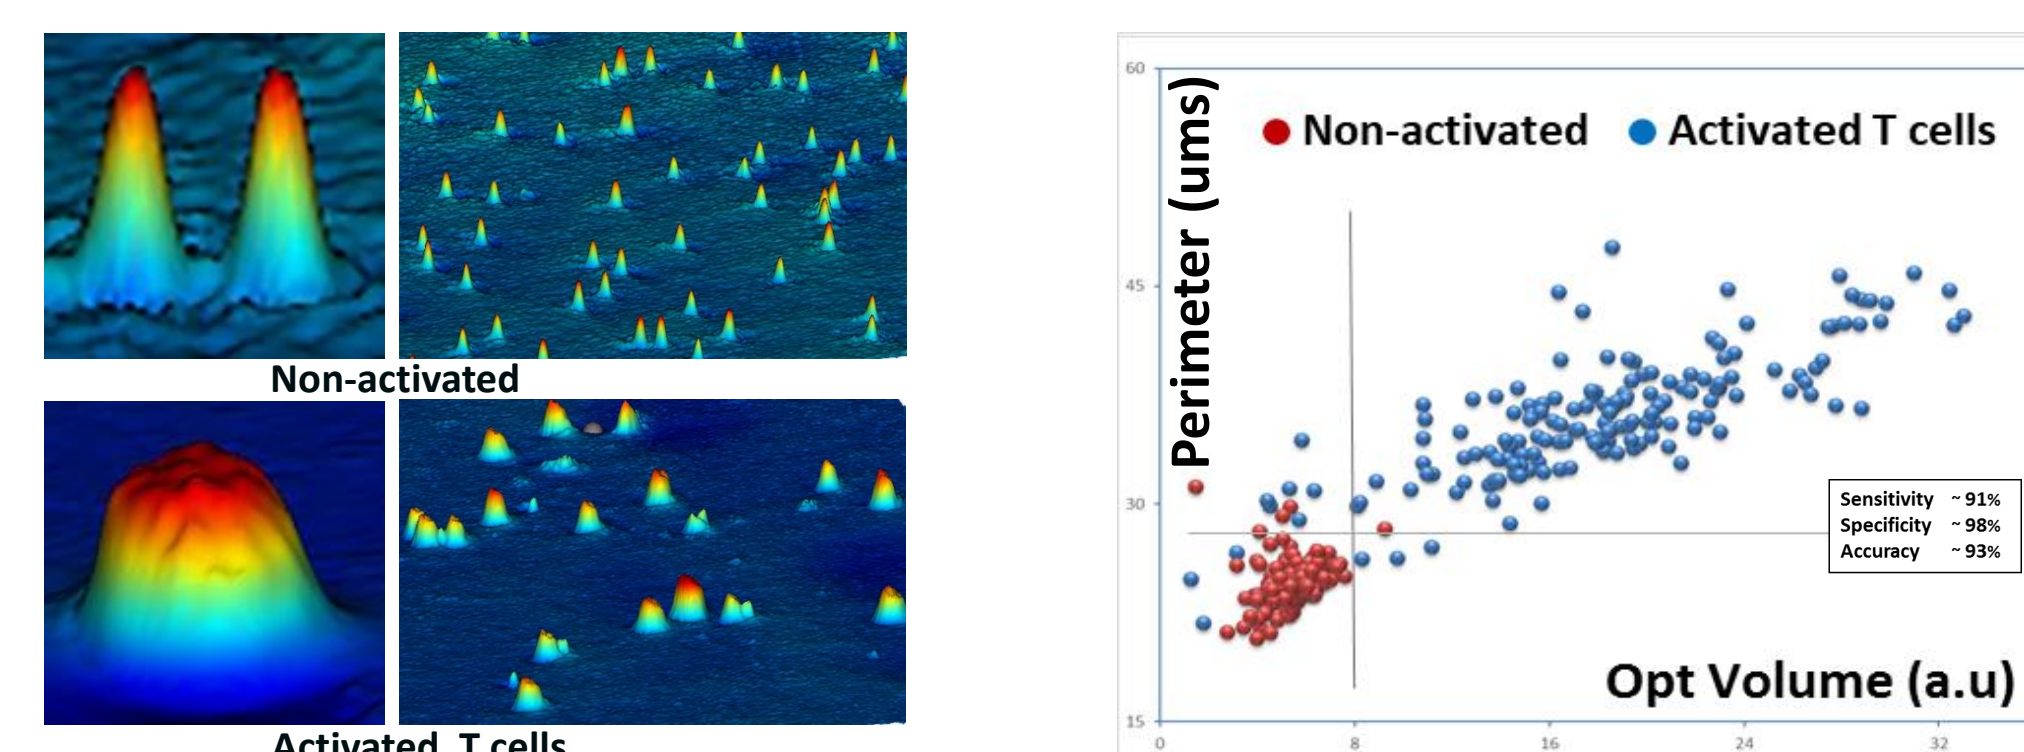 Non-activated
Activated T cells
Perimeter (ums)
60
45
30
15
Non-activated
Activated T cells
Sensitivity ~ 91%
Specificity ~ 98%
Accuracy ~ 93%
Opt Volume (a.u)
0 8 16 24 32